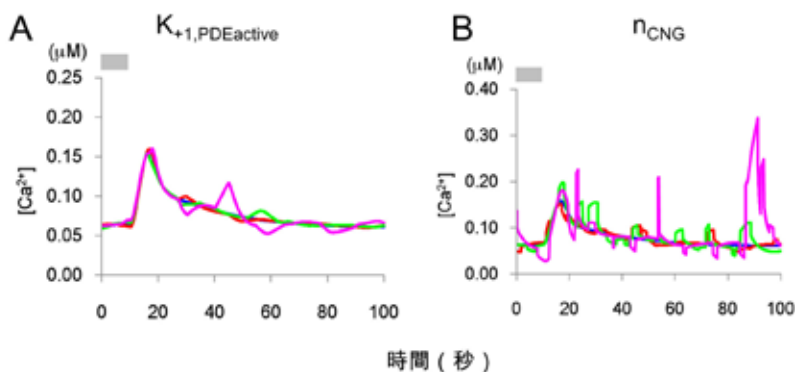 A
K+1,PDEactive
(μM)
0.25
0.20
0.15
0.10
0.05
0.00
[Ca²⁺]
0 20 40 60 80 100
B
nCNG
(μM)
0.40
0.30
0.20
0.10
0.00
[Ca²⁺]
0 20 40 60 80 100
時間(秒)